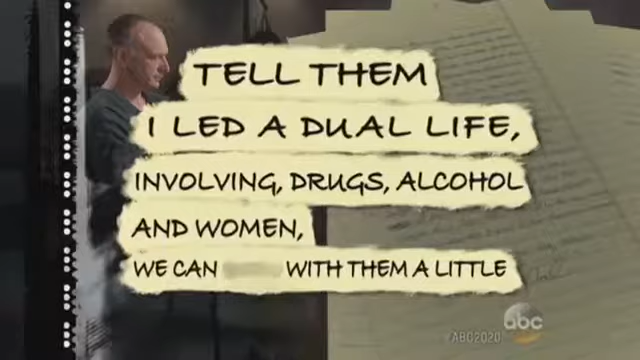 TELL THEM
I LED A DUAL LIFE,
INVOLVING, DRUGS, ALCOHOL
AND WOMEN,
WE CAN WITH THEM A LITTLE
abc
#ABC2020